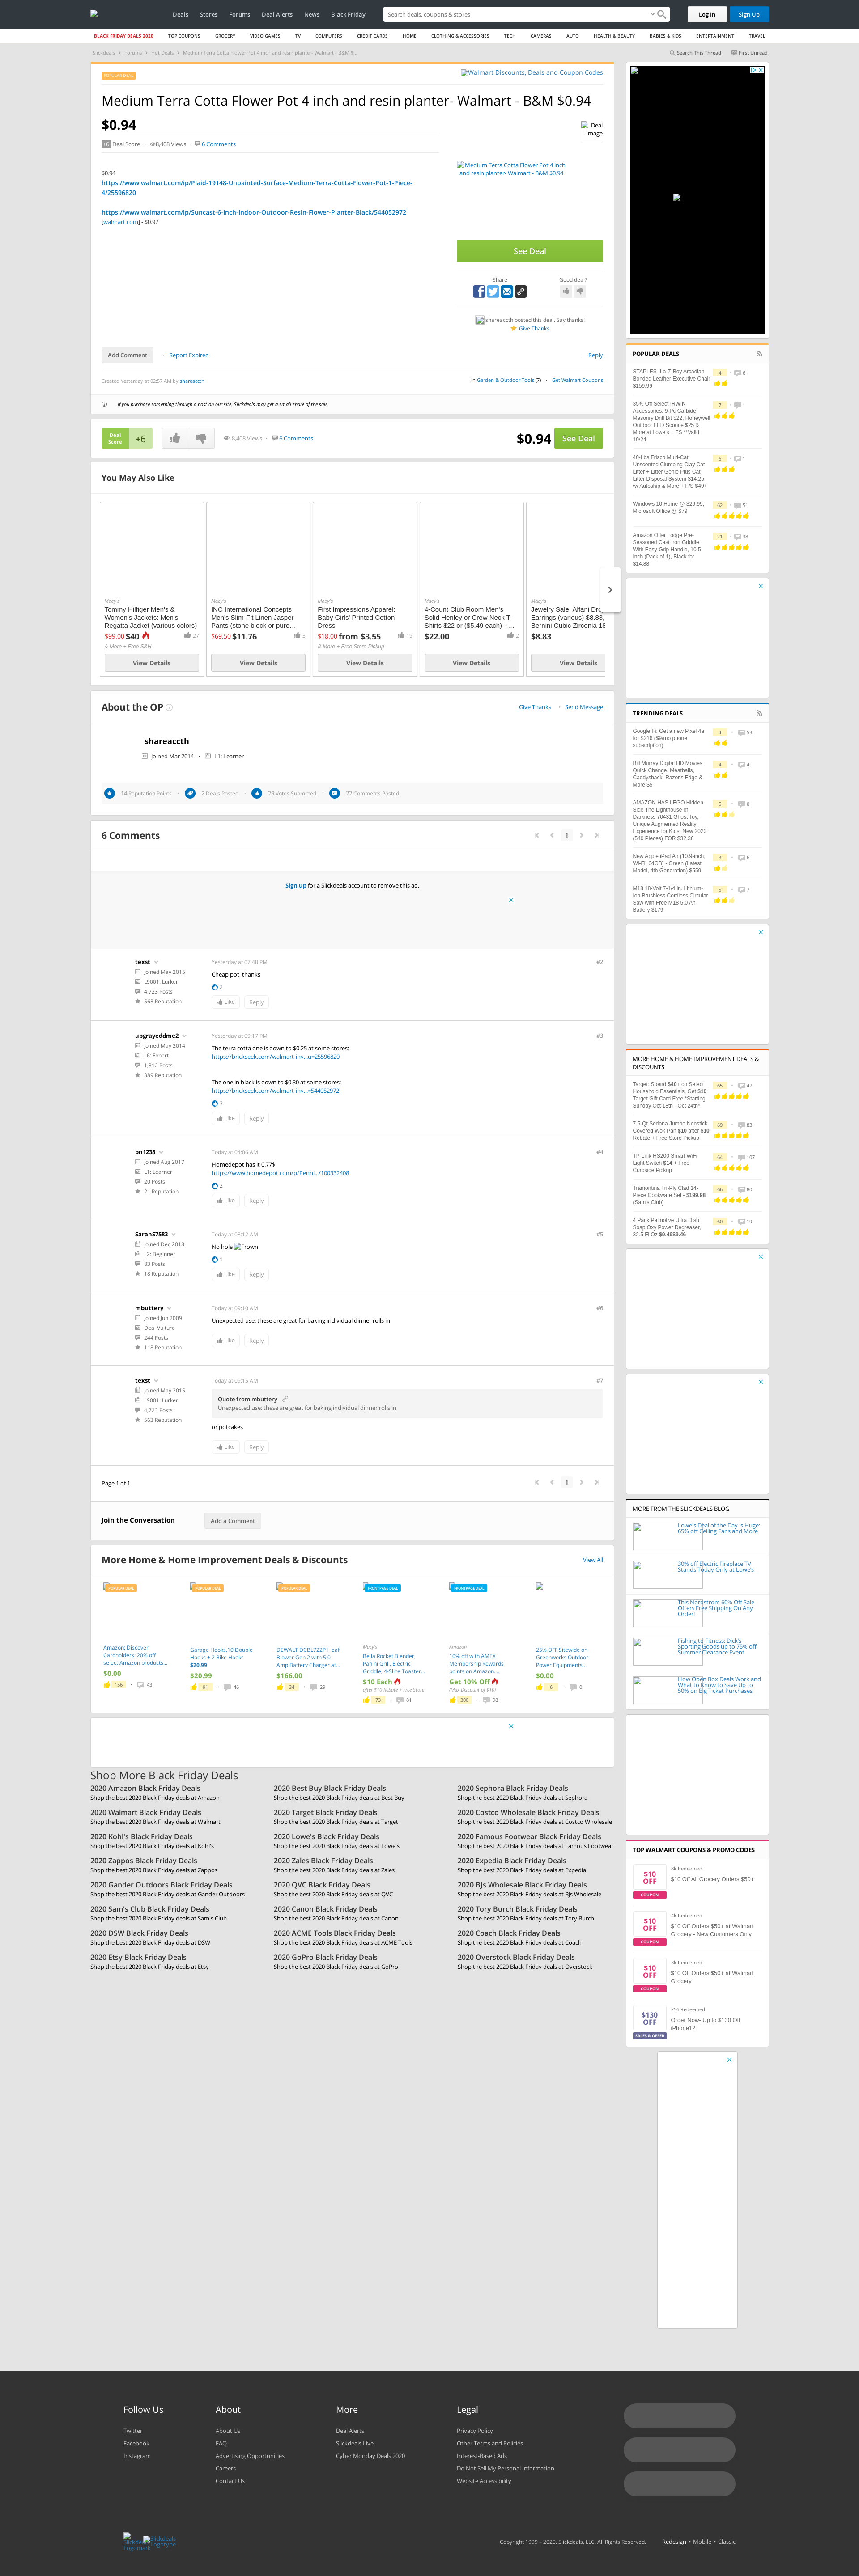 Deals
Stores
Forums
Deal Alerts
News
Black Friday
Search deals, coupons & stores
Log In
Sign Up
BLACK FRIDAY DEALS 2020
TOP COUPONS
GROCERY
VIDEO GAMES
TV
COMPUTERS
CREDIT CARDS
HOME
CLOTHING & ACCESSORIES
TECH
CAMERAS
AUTO
HEALTH & BEAUTY
BABIES & KIDS
ENTERTAINMENT
TRAVEL
Slickdeals > Forums > Hot Deals > Medium Terra Cotta Flower Pot 4 inch and resin planter- Walmart - B&M $...
Search This Thread
First Unread
POPULAR DEAL
Walmart Discounts, Deals and Coupon Codes
Medium Terra Cotta Flower Pot 4 inch and resin planter- Walmart - B&M $0.94
$0.94
Deal Image
+6 Deal Score
8,408 Views
6 Comments
$0.94
https://www.walmart.com/ip/Plaid-19148-Unpainted-Surface-Medium-Terra-Cotta-Flower-Pot-1-Piece-
4/25596820
https://www.walmart.com/ip/Suncast-6-Inch-Indoor-Outdoor-Resin-Flower-Planter-Black/544052972
[walmart.com] - $0.97
Medium Terra Cotta Flower Pot 4 inch
and resin planter- Walmart - B&M $0.94
See Deal
Share
Good deal?
shareaccth posted this deal. Say thanks!
Give Thanks
Add Comment
Report Expired
Reply
Created Yesterday at 02:57 AM by shareaccth
in Garden & Outdoor Tools (7)
Get Walmart Coupons
If you purchase something through a post on our site, Slickdeals may get a small share of the sale.
Deal Score
+6
8,408 Views
6 Comments
$0.94
See Deal
You May Also Like
Macy's
Tommy Hilfiger Men's &
Women's Jackets: Men's
Regatta Jacket (various colors)
$99.00 $40
27
& More + Free S&H
View Details
Macy's
INC International Concepts
Men's Slim-Fit Linen Jasper
Pants (stone block or pure…
$69.50 $11.76
3
View Details
Macy's
First Impressions Apparel:
Baby Girls' Printed Cotton
Dress
$18.00 from $3.55
19
& More + Free Store Pickup
View Details
Macy's
4-Count Club Room Men's
Solid Henley or Crew Neck T-
Shirts $22 or ($5.49 each) +…
$22.00
2
View Details
Macy's
Jewelry Sale: Alfani Dro
Earrings (various) $8.83,
Bernini Cubic Zirconia 18
$8.83
View Details
About the OP
Give Thanks
Send Message
shareaccth
Joined Mar 2014
L1: Learner
14 Reputation Points
2 Deals Posted
29 Votes Submitted
22 Comments Posted
6 Comments
1
Sign up for a Slickdeals account to remove this ad.
texst
Joined May 2015
L9001: Lurker
4,723 Posts
563 Reputation
Yesterday at 07:48 PM
#2
Cheap pot, thanks
2
Like
Reply
upgrayeddme2
Joined May 2014
L6: Expert
1,312 Posts
389 Reputation
Yesterday at 09:17 PM
#3
The terra cotta one is down to $0.25 at some stores:
https://brickseek.com/walmart-inv...u=25596820
The one in black is down to $0.30 at some stores:
https://brickseek.com/walmart-inv...=544052972
3
Like
Reply
pn1238
Joined Aug 2017
L1: Learner
20 Posts
21 Reputation
Today at 04:06 AM
#4
Homedepot has it 0.77$
https://www.homedepot.com/p/Penni.../100332408
2
Like
Reply
SarahS7583
Joined Dec 2018
L2: Beginner
83 Posts
18 Reputation
Today at 08:12 AM
#5
No hole Frown
1
Like
Reply
mbuttery
Joined Jun 2009
Deal Vulture
244 Posts
118 Reputation
Today at 09:10 AM
#6
Unexpected use: these are great for baking individual dinner rolls in
Like
Reply
texst
Joined May 2015
L9001: Lurker
4,723 Posts
563 Reputation
Today at 09:15 AM
#7
Quote from mbuttery
Unexpected use: these are great for baking individual dinner rolls in
or potcakes
Like
Reply
Page 1 of 1
1
Join the Conversation
Add a Comment
More Home & Home Improvement Deals & Discounts
View All
POPULAR DEAL
Amazon: Discover
Cardholders: 20% off
select Amazon products…
$0.00
156
43
POPULAR DEAL
Garage Hooks,10 Double
Hooks + 2 Bike Hooks
$20.99
$20.99
91
46
POPULAR DEAL
DEWALT DCBL722P1 leaf
Blower Gen 2 with 5.0
Amp Battery Charger at…
$166.00
34
29
FRONTPAGE DEAL
Macy's
Bella Rocket Blender,
Panini Grill, Electric
Griddle, 4-Slice Toaster…
$10 Each
after $10 Rebate + Free Store
73
81
FRONTPAGE DEAL
Amazon
10% off with AMEX
Membership Rewards
points on Amazon,…
Get 10% Off
(Max Discount of $10)
300
98
25% OFF Sitewide on
Greenworks Outdoor
Power Equipments…
$0.00
6
0
Shop More Black Friday Deals
2020 Amazon Black Friday Deals
Shop the best 2020 Black Friday deals at Amazon
2020 Best Buy Black Friday Deals
Shop the best 2020 Black Friday deals at Best Buy
2020 Sephora Black Friday Deals
Shop the best 2020 Black Friday deals at Sephora
2020 Walmart Black Friday Deals
Shop the best 2020 Black Friday deals at Walmart
2020 Target Black Friday Deals
Shop the best 2020 Black Friday deals at Target
2020 Costco Wholesale Black Friday Deals
Shop the best 2020 Black Friday deals at Costco Wholesale
2020 Kohl's Black Friday Deals
Shop the best 2020 Black Friday deals at Kohl's
2020 Lowe's Black Friday Deals
Shop the best 2020 Black Friday deals at Lowe's
2020 Famous Footwear Black Friday Deals
Shop the best 2020 Black Friday deals at Famous Footwear
2020 Zappos Black Friday Deals
Shop the best 2020 Black Friday deals at Zappos
2020 Zales Black Friday Deals
Shop the best 2020 Black Friday deals at Zales
2020 Expedia Black Friday Deals
Shop the best 2020 Black Friday deals at Expedia
2020 Gander Outdoors Black Friday Deals
Shop the best 2020 Black Friday deals at Gander Outdoors
2020 QVC Black Friday Deals
Shop the best 2020 Black Friday deals at QVC
2020 BJs Wholesale Black Friday Deals
Shop the best 2020 Black Friday deals at BJs Wholesale
2020 Sam's Club Black Friday Deals
Shop the best 2020 Black Friday deals at Sam's Club
2020 Canon Black Friday Deals
Shop the best 2020 Black Friday deals at Canon
2020 Tory Burch Black Friday Deals
Shop the best 2020 Black Friday deals at Tory Burch
2020 DSW Black Friday Deals
Shop the best 2020 Black Friday deals at DSW
2020 ACME Tools Black Friday Deals
Shop the best 2020 Black Friday deals at ACME Tools
2020 Coach Black Friday Deals
Shop the best 2020 Black Friday deals at Coach
2020 Etsy Black Friday Deals
Shop the best 2020 Black Friday deals at Etsy
2020 GoPro Black Friday Deals
Shop the best 2020 Black Friday deals at GoPro
2020 Overstock Black Friday Deals
Shop the best 2020 Black Friday deals at Overstock
POPULAR DEALS
STAPLES- La-Z-Boy Arcadian
Bonded Leather Executive Chair
$159.99
4
6
35% Off Select IRWIN
Accessories: 9-Pc Carbide
Masonry Drill Bit $22, Honeywell
Outdoor LED Sconce $25 &
More at Lowe's + FS **Valid
10/24
7
1
40-Lbs Frisco Multi-Cat
Unscented Clumping Clay Cat
Litter + Litter Genie Plus Cat
Litter Disposal System $14.25
w/ Autoship & More + F/S $49+
6
1
Windows 10 Home @ $29.99,
Microsoft Office @ $79
62
51
Amazon Offer Lodge Pre-
Seasoned Cast Iron Griddle
With Easy-Grip Handle, 10.5
Inch (Pack of 1), Black for
$14.88
21
38
TRENDING DEALS
Google Fi: Get a new Pixel 4a
for $216 ($9/mo phone
subscription)
4
53
Bill Murray Digital HD Movies:
Quick Change, Meatballs,
Caddyshack, Razor's Edge &
More $5
4
4
AMAZON HAS LEGO Hidden
Side The Lighthouse of
Darkness 70431 Ghost Toy,
Unique Augmented Reality
Experience for Kids, New 2020
(540 Pieces) FOR $32.36
5
0
New Apple iPad Air (10.9-inch,
Wi-Fi, 64GB) - Green (Latest
Model, 4th Generation) $559
3
6
M18 18-Volt 7-1/4 in. Lithium-
Ion Brushless Cordless Circular
Saw with Free M18 5.0 Ah
Battery $179
5
7
MORE HOME & HOME IMPROVEMENT DEALS &
DISCOUNTS
Target: Spend $40+ on Select
Household Essentials, Get $10
Target Gift Card Free *Starting
Sunday Oct 18th - Oct 24th*
65
47
7.5-Qt Sedona Jumbo Nonstick
Covered Wok Pan $10 after $10
Rebate + Free Store Pickup
69
63
TP-Link HS200 Smart WiFi
Light Switch $14 + Free
Curbside Pickup
64
107
Tramontina Tri-Ply Clad 14-
Piece Cookware Set - $199.98
(Sam's Club)
66
80
4 Pack Palmolive Ultra Dish
Soap Oxy Power Degreaser,
32.5 Fl Oz $9.49$9.46
60
19
MORE FROM THE SLICKDEALS BLOG
Lowe's Deal of the Day is Huge:
65% off Ceiling Fans and More
30% off Electric Fireplace TV
Stands Today Only at Lowe's
This Nordstrom 60% Off Sale
Offers Free Shipping On Any
Order!
Fishing to Fitness: Dick's
Sporting Goods up to 75% off
Summer Clearance Event
How Open Box Deals Work and
What to Know to Save Up to
50% on Big Ticket Purchases
TOP WALMART COUPONS & PROMO CODES
$10
OFF
COUPON
8k Redeemed
$10 Off All Grocery Orders $50+
$10
OFF
COUPON
4k Redeemed
$10 Off Orders $50+ at Walmart
Grocery - New Customers Only
$10
OFF
COUPON
3k Redeemed
$10 Off Orders $50+ at Walmart
Grocery
$130
OFF
SALES & OFFER
256 Redeemed
Order Now- Up to $130 Off
iPhone12
Follow Us
Twitter
Facebook
Instagram
About
About Us
FAQ
Advertising Opportunities
Careers
Contact Us
More
Deal Alerts
Slickdeals Live
Cyber Monday Deals 2020
Legal
Privacy Policy
Other Terms and Policies
Interest-Based Ads
Do Not Sell My Personal Information
Website Accessibility
Slickdeals Logomark
Slickdeals Logotype
Copyright 1999 – 2020. Slickdeals, LLC. All Rights Reserved.
Redesign • Mobile • Classic